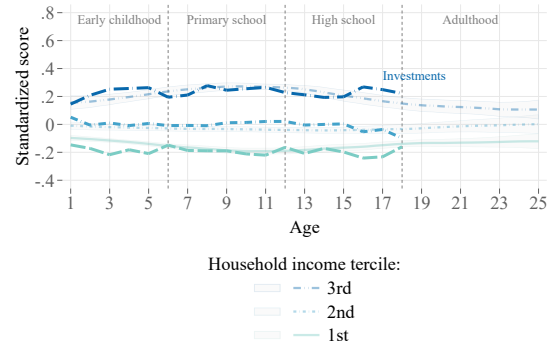 Early childhood Primary school High school Adulthood
Standardized score
.8
.6
.4
.2
0
-.2
-.4
Investments
1 3 5 7 9 11 13 15 17 19 21 23 25
Age
Household income tercile:
3rd
2nd
1st